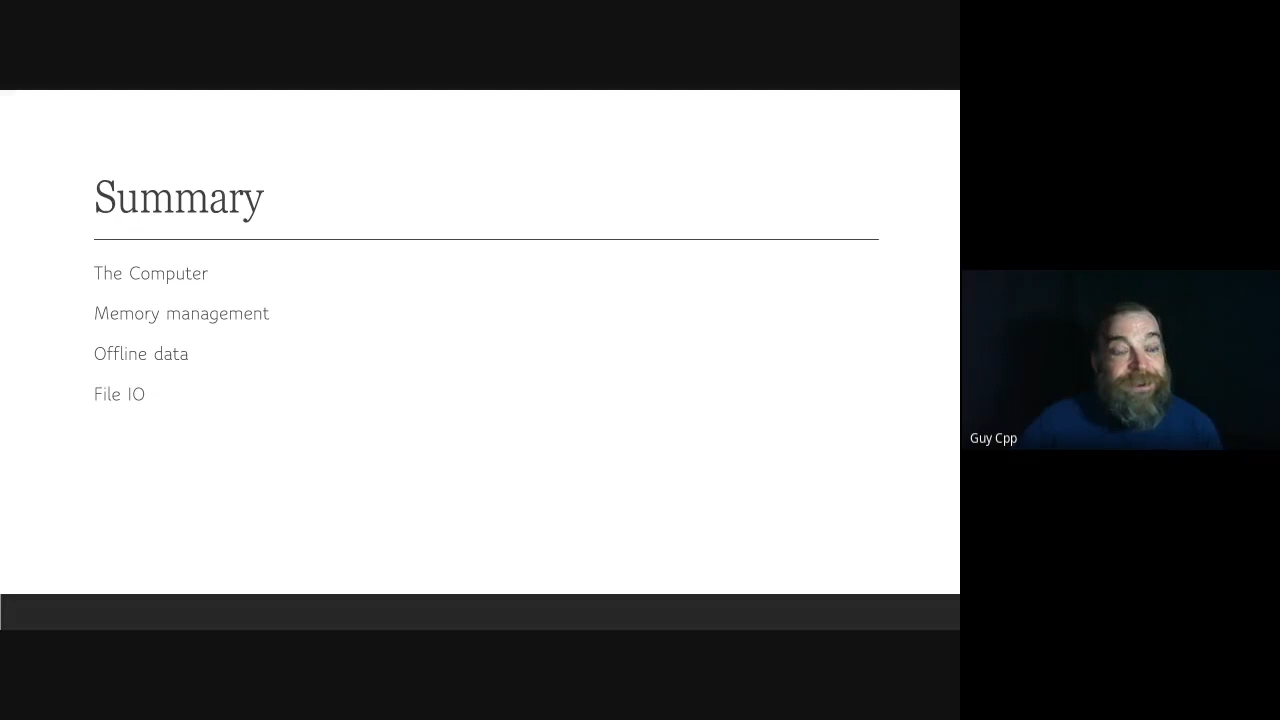 Summary
The Computer
Memory management
Offline data
File IO
Guy Cpp